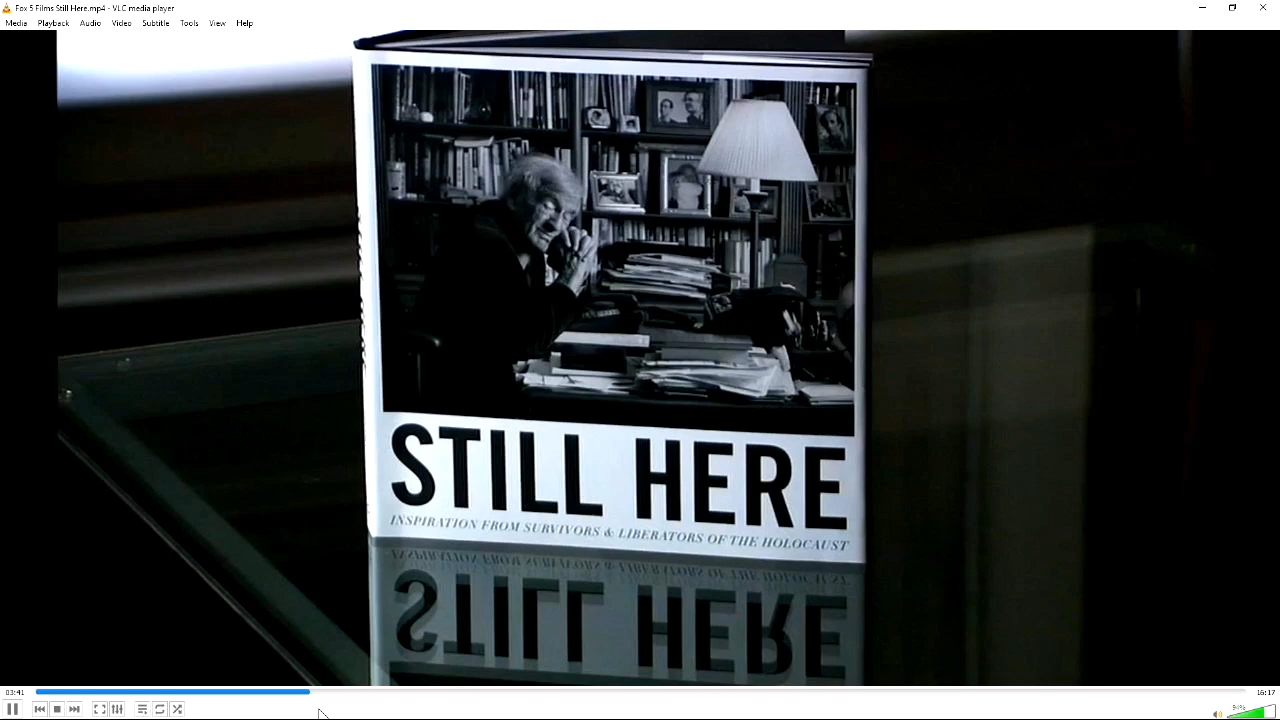 Fox 5 Films Still Here.mp4 - VLC media player
Media Playback Audio Video Subtitle Tools View Help
STILL HERE
INSPIRATION FROM SURVIVORS & LIBERATORS OF THE HOLOCAUST
03:41 16:17
94%